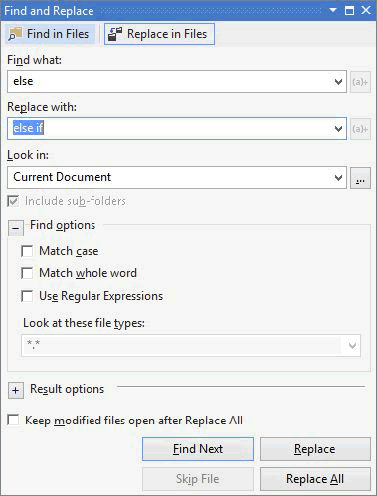 Find and Replace
Find in Files Replace in Files
Find what:
else
(a)+
Replace with:
else if
(a)+
Look in:
Current Document
...
Include sub-folders
Find options
Match case
Match whole word
Use Regular Expressions
Look at these file types:
*.*
Result options
Keep modified files open after Replace All
Find Next Replace
Skip File Replace All